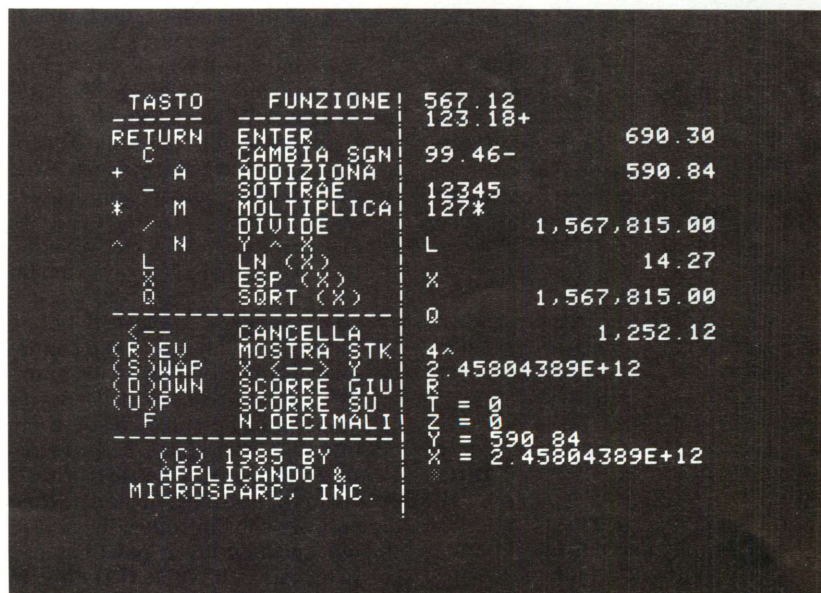 TASTO FUNZIONE!
------ ---------
RETURN ENTER
C CAMBIA SGN!
+ A ADDIZIONA !
- SOTTRAE !
* M MOLTIPLICA!
/ DIVIDE !
^ N Y ^ X !
L LN (X) !
X ESP (X) !
Q SQRT (X) !
--------------------!
<-- CANCELLA !
(R)EV MOSTRA STK!
(S)WAP X <--> Y !
(D)OWN SCORRE GIU!
(U)P SCORRE SU !
F N.DECIMALI!
--------------------!
(C) 1985 BY !
APPLICANDO & !
MICROSPARC, INC. !
567.12
123.18+
690.30
99.46-
590.84
12345
127*
1,567,815.00
L
14.27
X
1,567,815.00
Q
1,252.12
4^
2.45804389E+12
R
T = 0
Z = 0
Y = 590.84
X = 2.45804389E+12